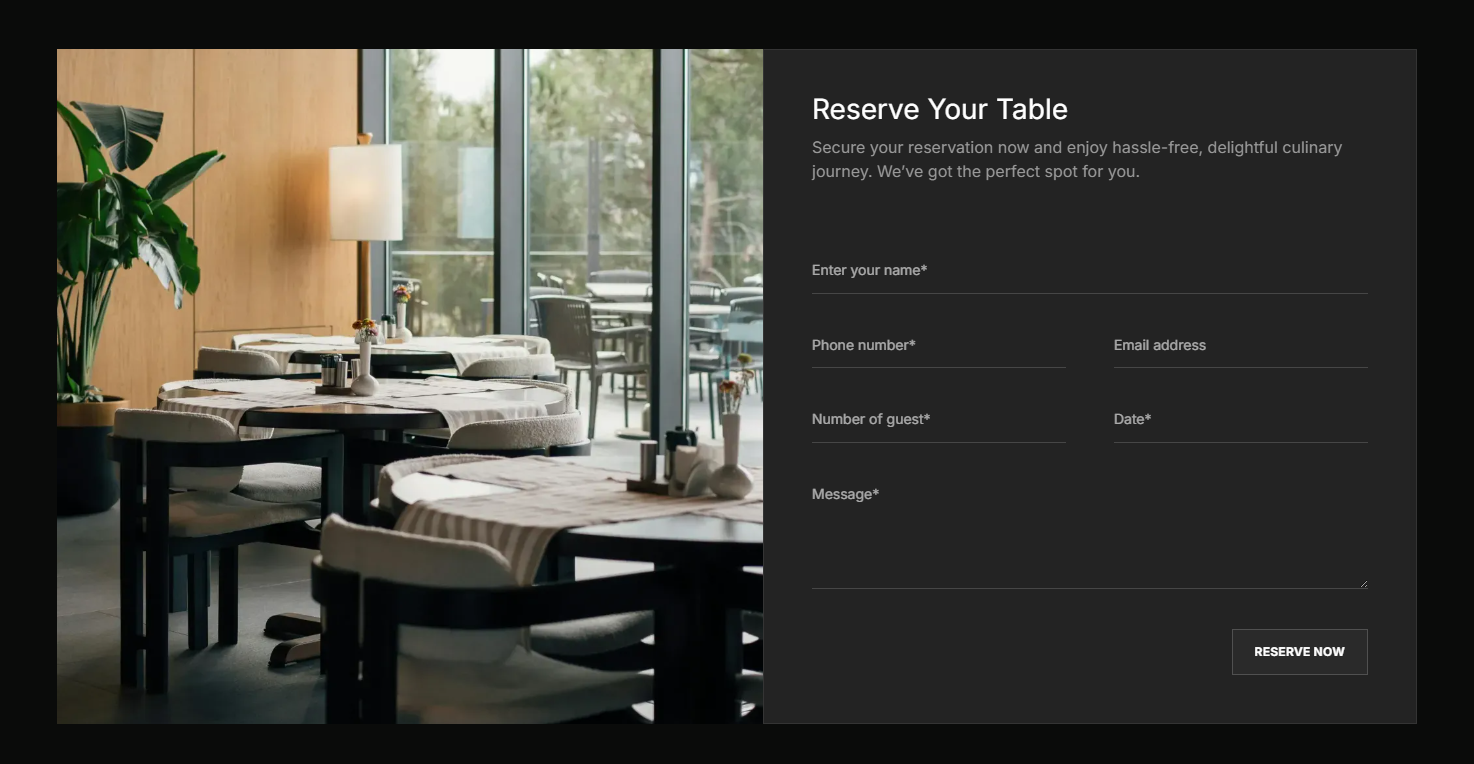 Reserve Your Table
Secure your reservation now and enjoy hassle-free, delightful culinary
journey. We’ve got the perfect spot for you.
Enter your name*
Phone number*
Email address
Number of guest*
Date*
Message*
RESERVE NOW